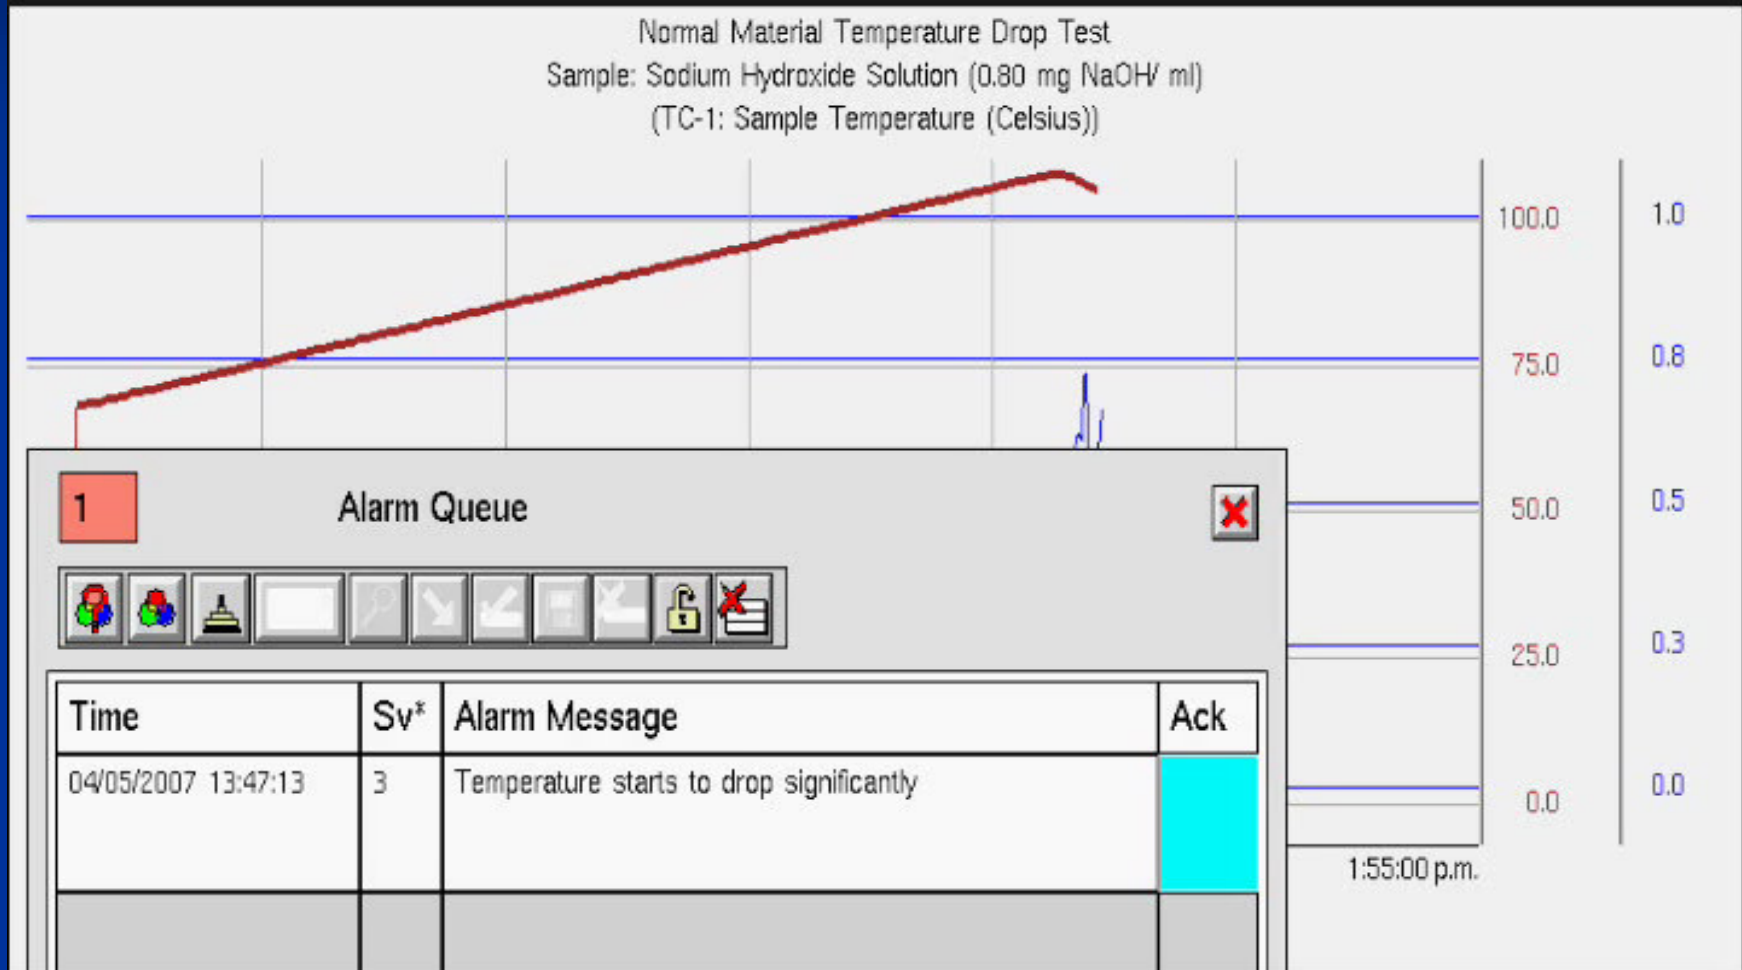 Normal Material Temperature Drop Test
Sample: Sodium Hydroxide Solution (0.80 mg NaOH/ ml)
(TC-1: Sample Temperature (Celsius))
100.0 1.0
75.0 0.8
50.0 0.5
25.0 0.3
0.0 0.0
1:55:00 p.m.
1 Alarm Queue
Time Sv* Alarm Message Ack
04/05/2007 13:47:13 3 Temperature starts to drop significantly